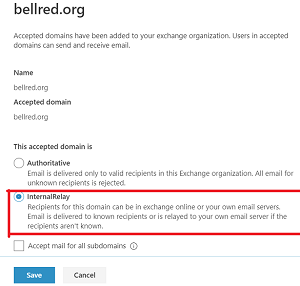 bellred.org
Accepted domains have been added to your exchange organization. Users in accepted
domains can send and receive email.
Name
bellred.org
Accepted domain
bellred.org
This accepted domain is
Authoritative
Email is delivered only to valid recipients in this Exchange organization. All email for
unknown recipients is rejected.
InternalRelay
Recipients for this domain can be in exchange online or your own email servers.
Email is delivered to known recipients or is relayed to your own email server if the
recipients aren't known.
Accept mail for all subdomains
Save Cancel